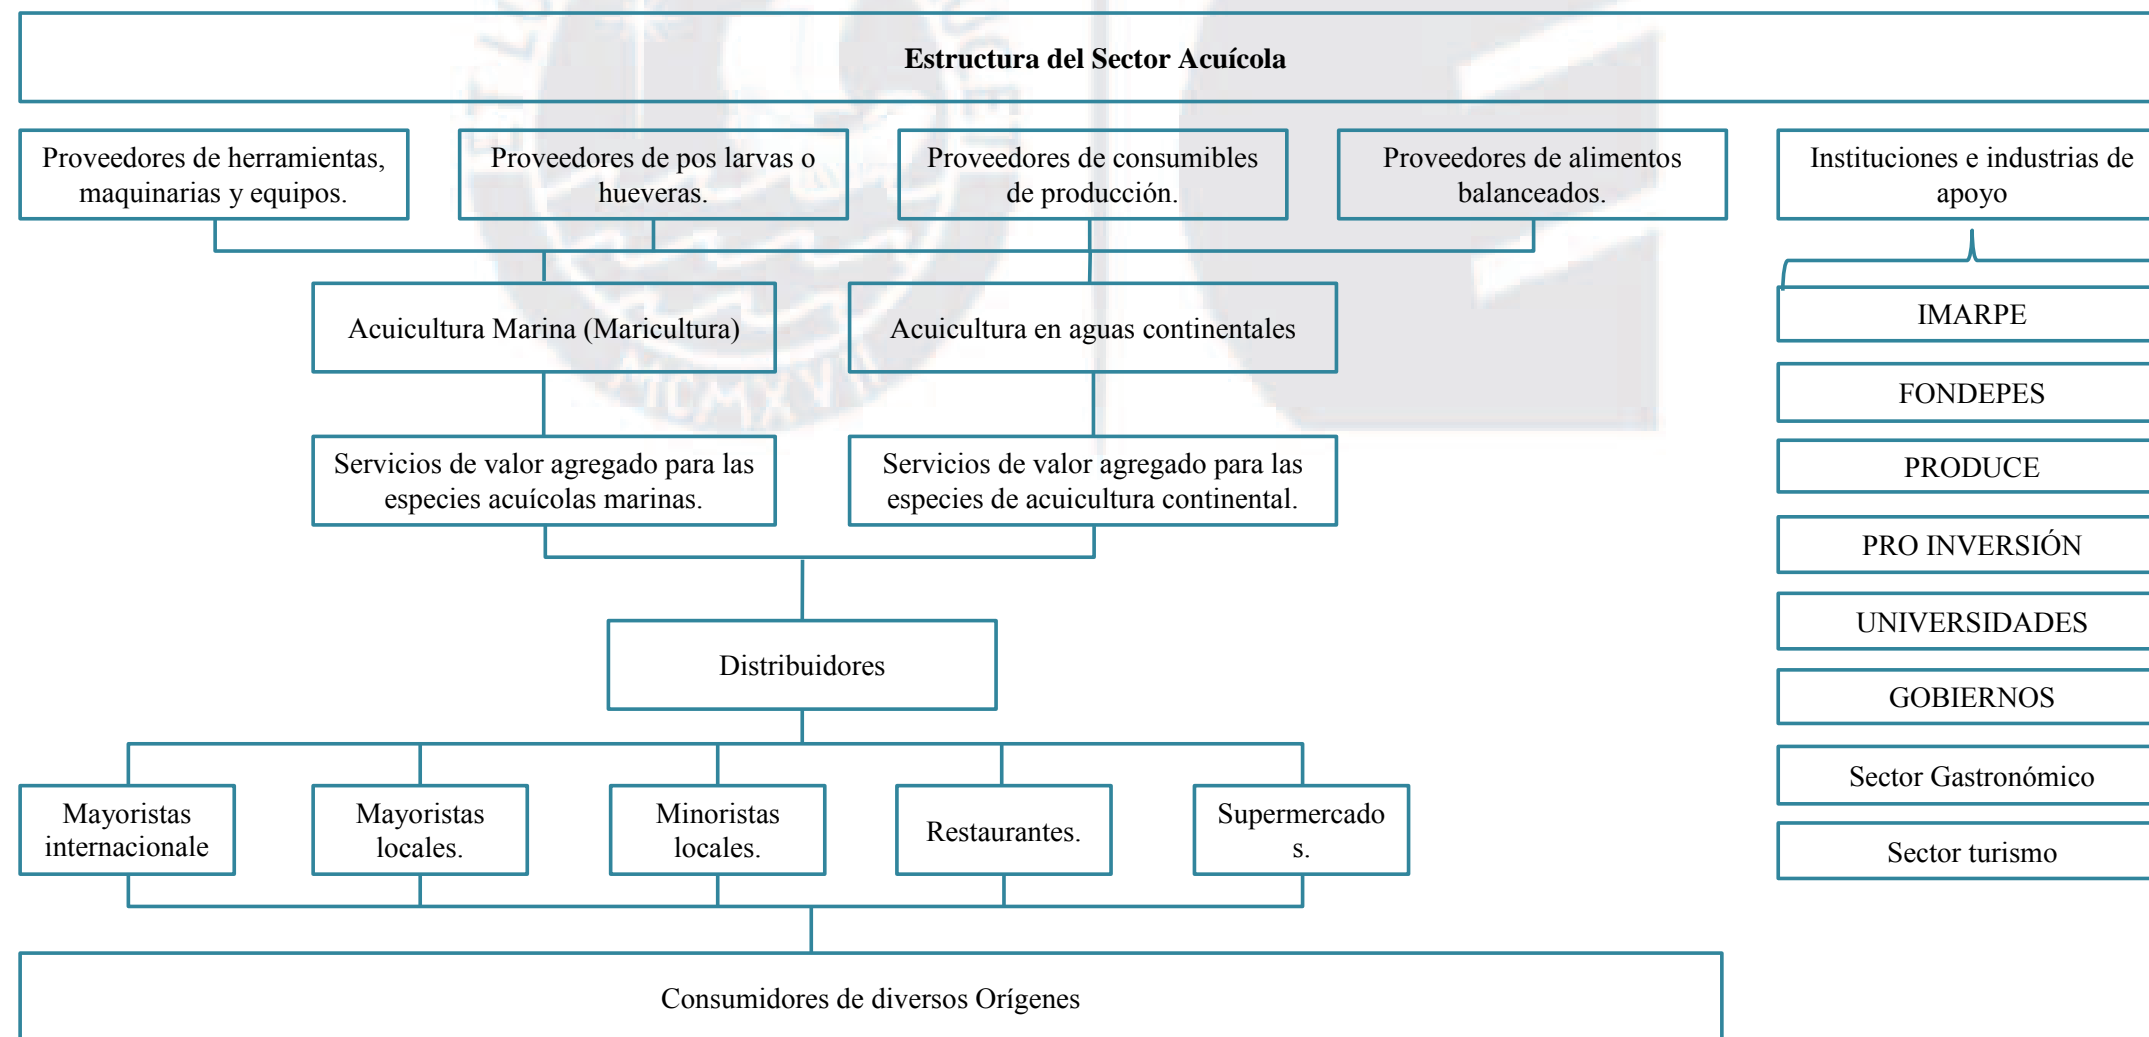 Estructura del Sector Acuícola
Proveedores de herramientas,
maquinarias y equipos.
Proveedores de pos larvas o
hueveras.
Proveedores de consumibles
de producción.
Proveedores de alimentos
balanceados.
Instituciones e industrias de
apoyo
Acuicultura Marina (Maricultura)
Acuicultura en aguas continentales
Servicios de valor agregado para las
especies acuícolas marinas.
Servicios de valor agregado para las
especies de acuicultura continental.
Distribuidores
Mayoristas
internacionale
Mayoristas
locales.
Minoristas
locales.
Restaurantes.
Supermercado
s.
Consumidores de diversos Orígenes
IMARPE
FONDEPES
PRODUCE
PRO INVERSIÓN
UNIVERSIDADES
GOBIERNOS
Sector Gastronómico
Sector turismo